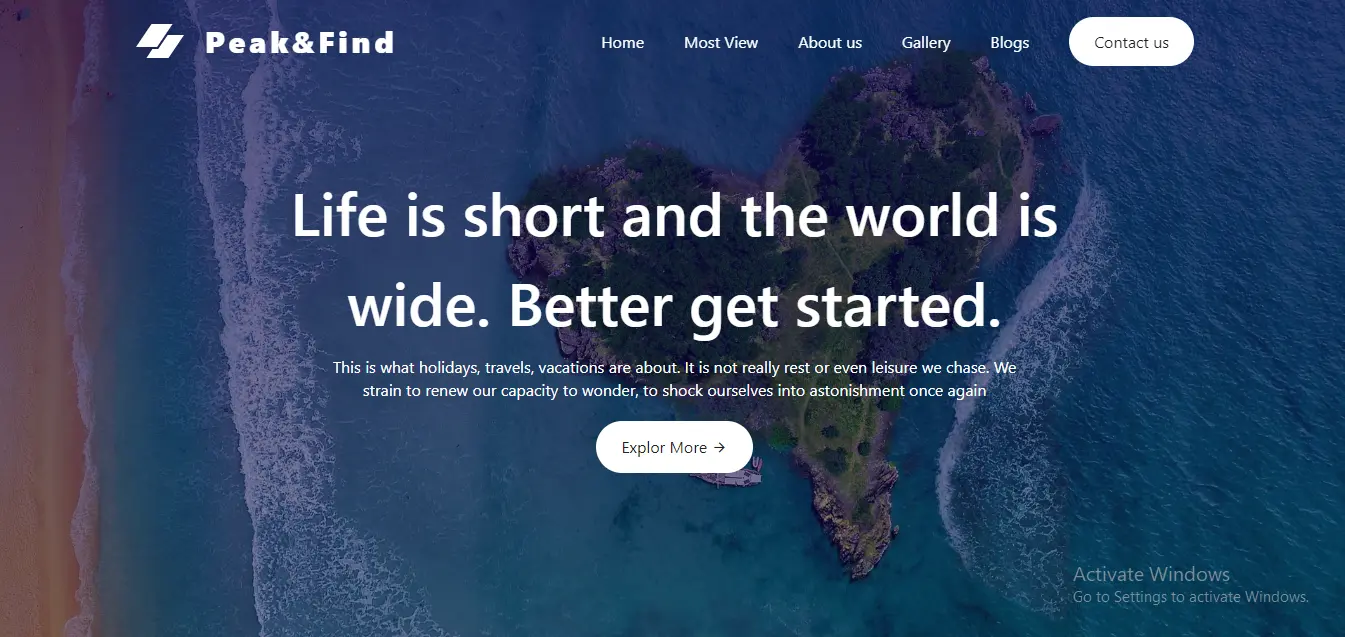 Peak&Find
Home Most View About us Gallery Blogs Contact us
Life is short and the world is
wide. Better get started.
This is what holidays, travels, vacations are about. It is not really rest or even leisure we chase. We
strain to renew our capacity to wonder, to shock ourselves into astonishment once again
Explor More →
Activate Windows
Go to Settings to activate Windows.